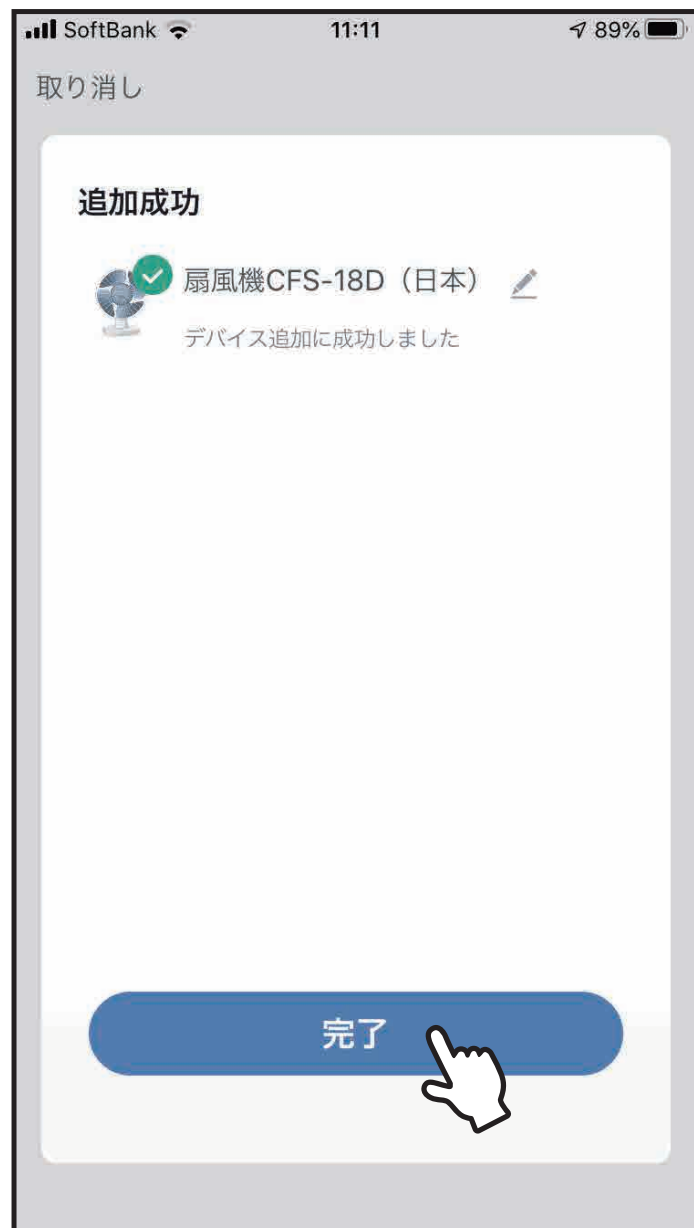 SoftBank 11:11 89%
取り消し
追加成功
扇風機CFS-18D（日本）
デバイス追加に成功しました
完了